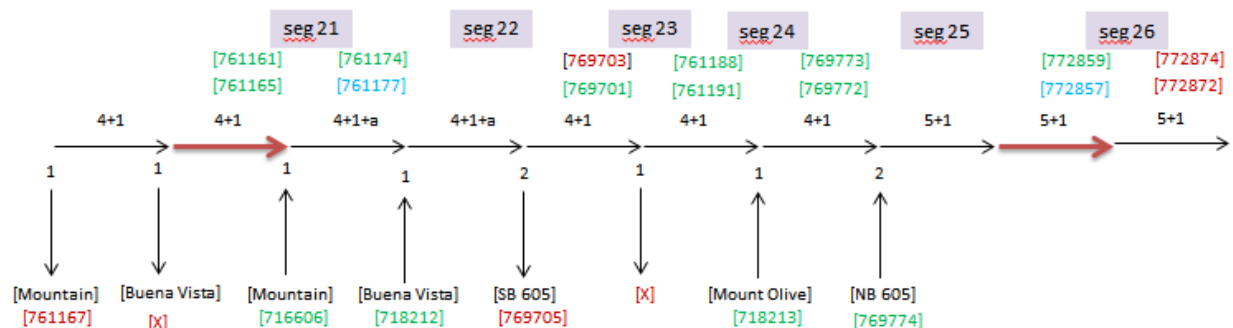 seg 21 seg 22 seg 23 seg 24 seg 25 seg 26
[761161] [761174] [769703] [761188] [769773] [772859] [772874]
[761165] [761177] [769701] [761191] [769772] [772857] [772872]
4+1 4+1 4+1+a 4+1+a 4+1 4+1 4+1 5+1 5+1 5+1
1 1 1 1 2 1 1 2
[Mountain] [Buena Vista] [Mountain] [Buena Vista] [SB 605] [X] [Mount Olive] [NB 605]
[761167] [X] [716606] [718212] [769705] [718213] [769774]